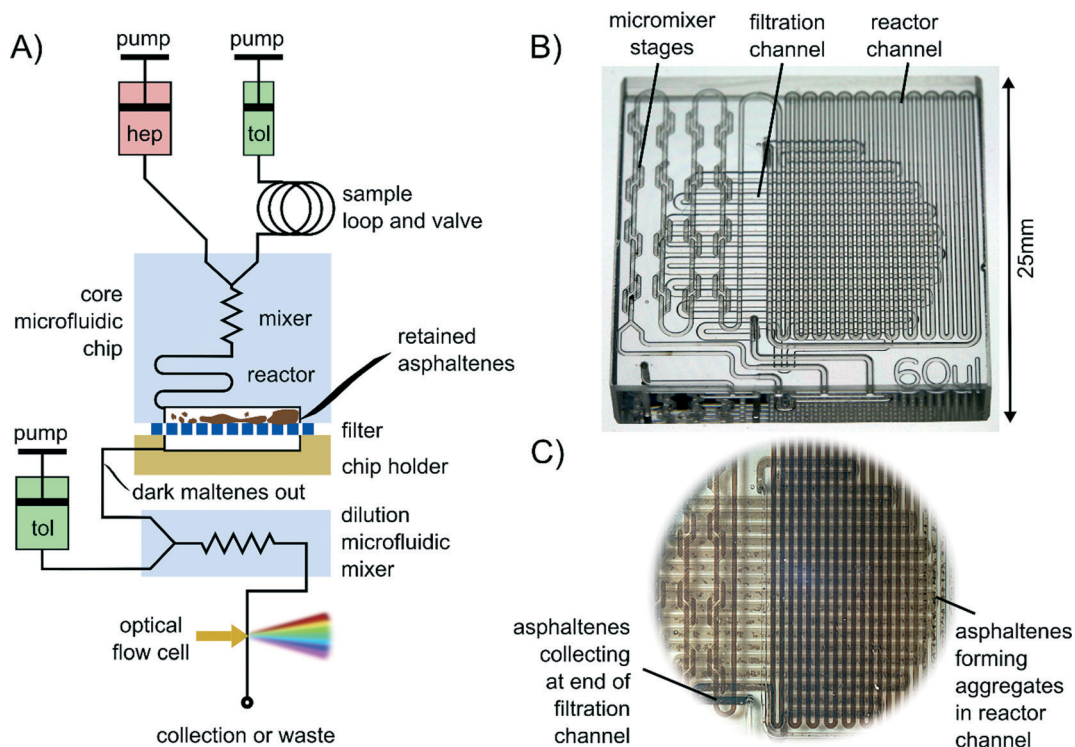 A)
pump
pump
hep
tol
sample
loop and valve
core
microfluidic
chip
mixer
reactor
retained
asphaltenes
filter
chip holder
pump
tol
dark maltenes out
dilution
microfluidic
mixer
optical
flow cell
collection or waste
B)
micromixer
stages
filtration
channel
reactor
channel
25mm
60ul
C)
asphaltenes
collecting
at end of
filtration
channel
asphaltenes
forming
aggregates
in reactor
channel